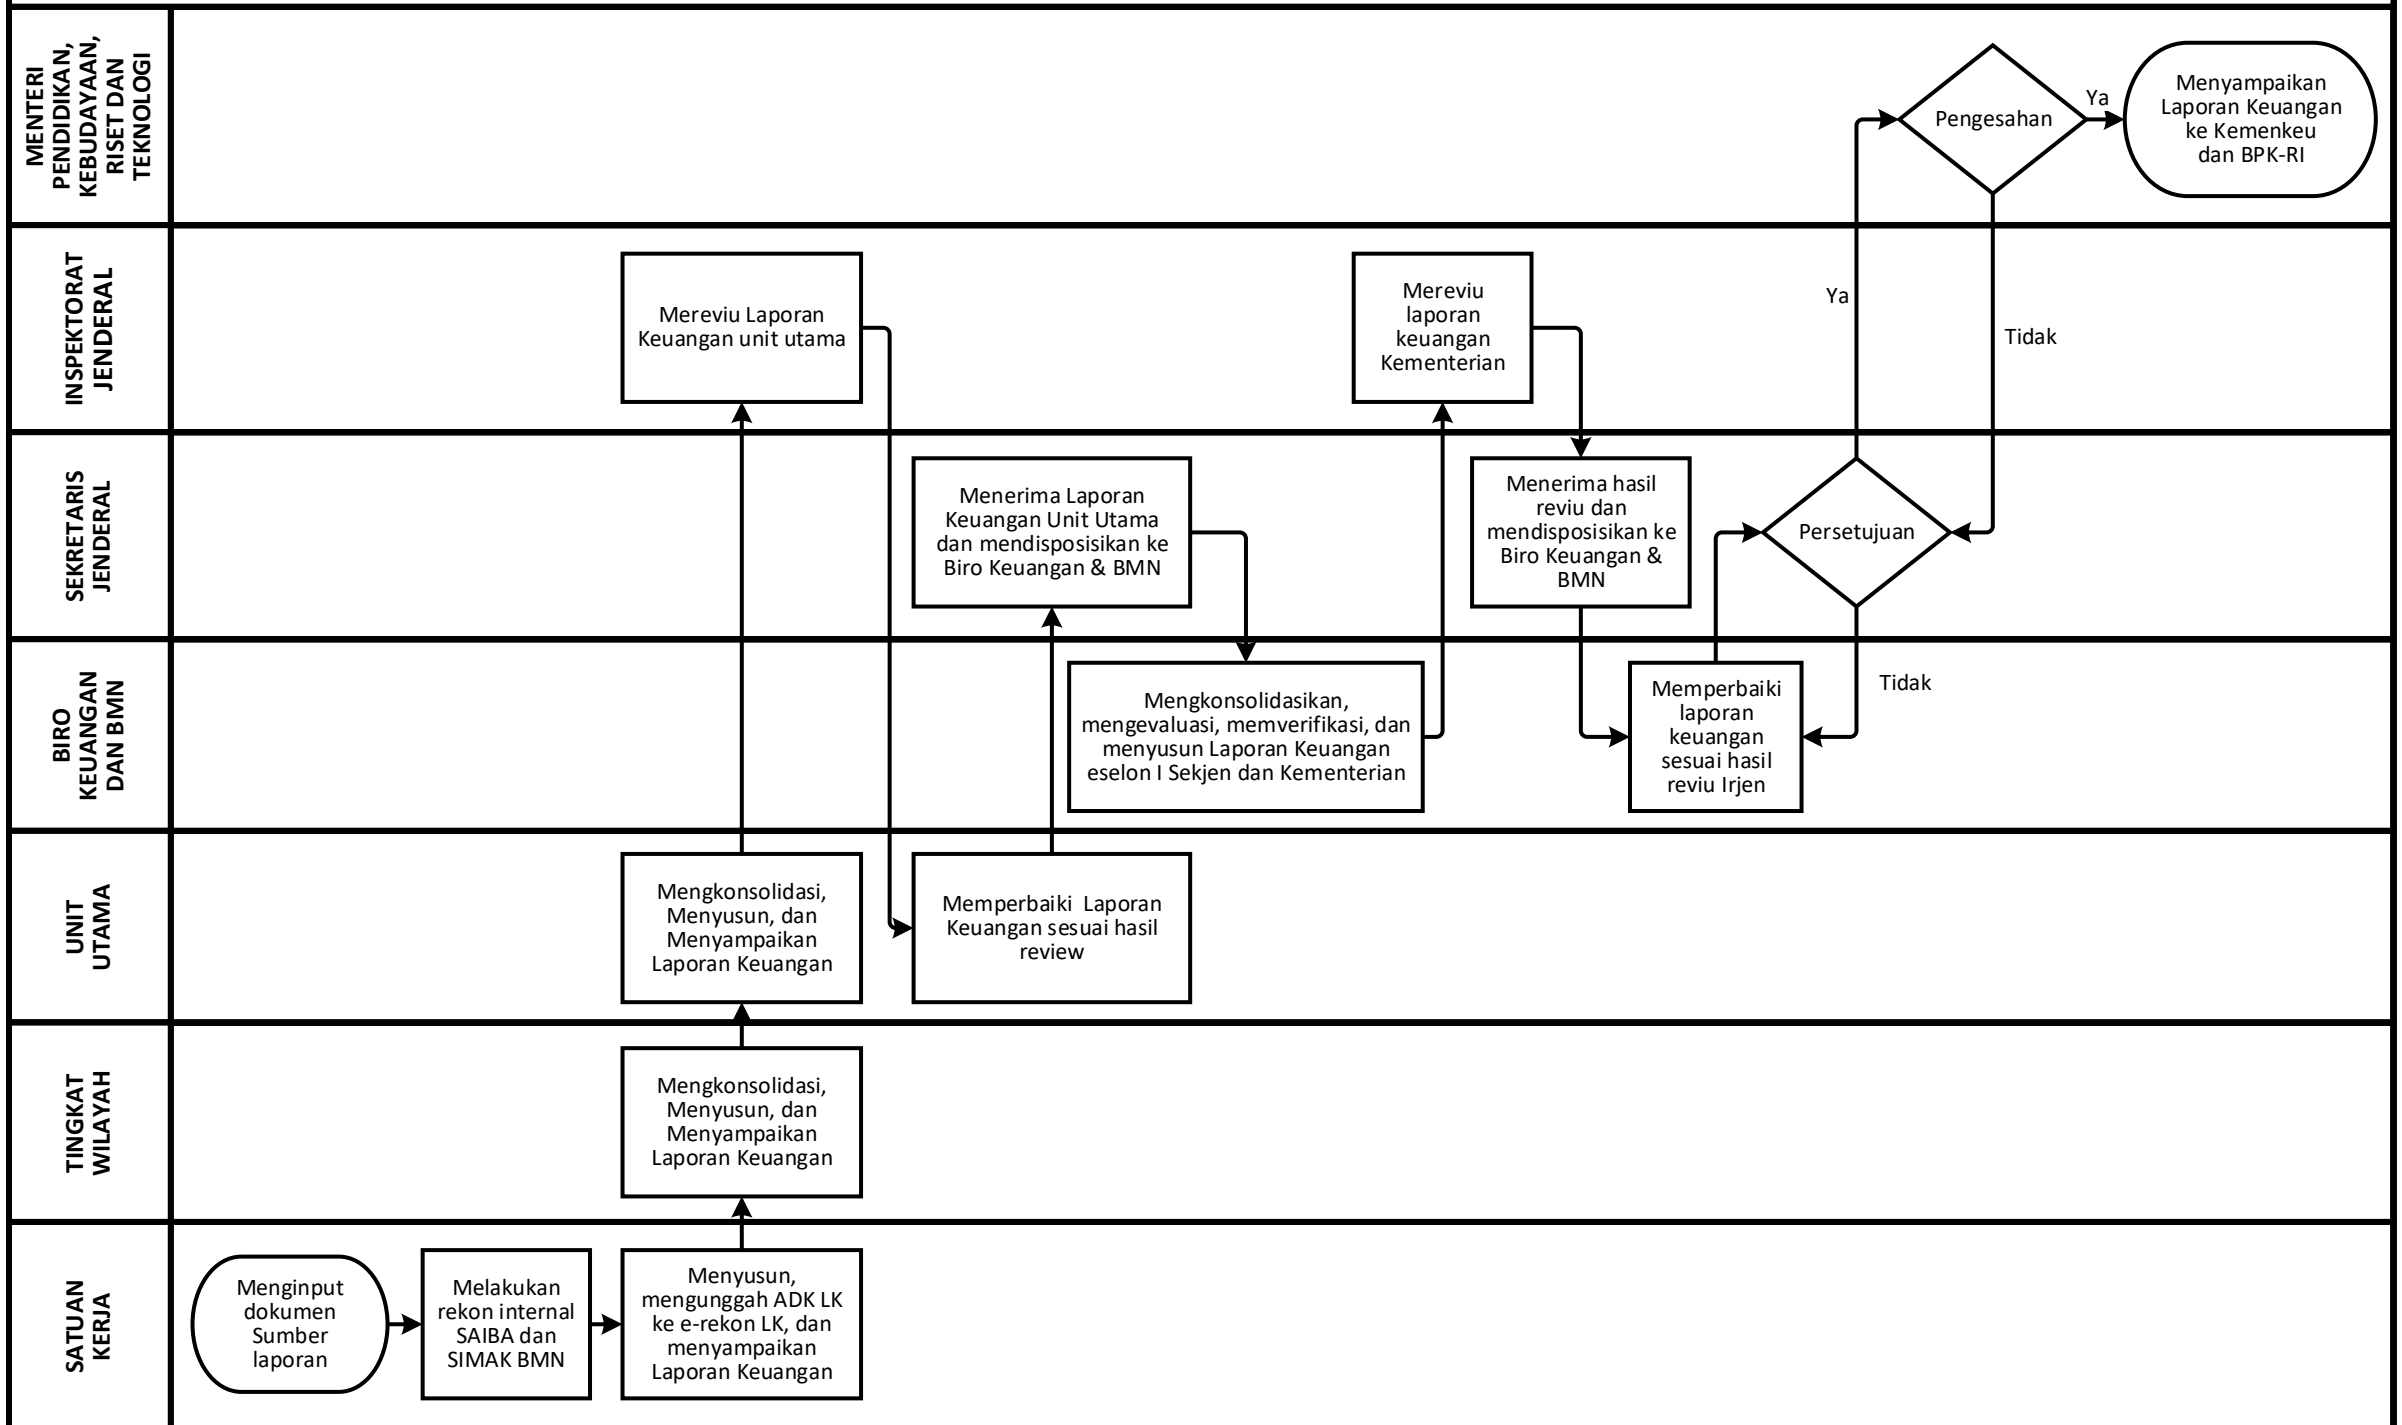 MENTERI
PENDIDIKAN,
KEBUDAYAAN,
RISET DAN
TEKNOLOGI
Pengesahan
Ya
Menyampaikan
Laporan Keuangan
ke Kemenkeu
dan BPK-RI
INSPEKTORAT
JENDERAL
Mereviu Laporan
Keuangan unit utama
Mereviu
laporan
keuangan
Kementerian
Ya
Tidak
SEKRETARIS
JENDERAL
Menerima Laporan
Keuangan Unit Utama
dan mendisposisikan ke
Biro Keuangan & BMN
Menerima hasil
reviu dan
mendisposisikan ke
Biro Keuangan &
BMN
Persetujuan
BIRO
KEUANGAN
DAN BMN
Mengkonsolidasikan,
mengevaluasi, memverifikasi, dan
menyusun Laporan Keuangan
eselon I Sekjen dan Kementerian
Memperbaiki
laporan
keuangan
sesuai hasil
reviu Irjen
Tidak
UNIT
UTAMA
Mengkonsolidasi,
Menyusun, dan
Menyampaikan
Laporan Keuangan
Memperbaiki  Laporan
Keuangan sesuai hasil
review
TINGKAT
WILAYAH
Mengkonsolidasi,
Menyusun, dan
Menyampaikan
Laporan Keuangan
SATUAN
KERJA
Menginput
dokumen
Sumber
laporan
Melakukan
rekon internal
SAIBA dan
SIMAK BMN
Menyusun,
mengunggah ADK LK
ke e-rekon LK, dan
menyampaikan
Laporan Keuangan